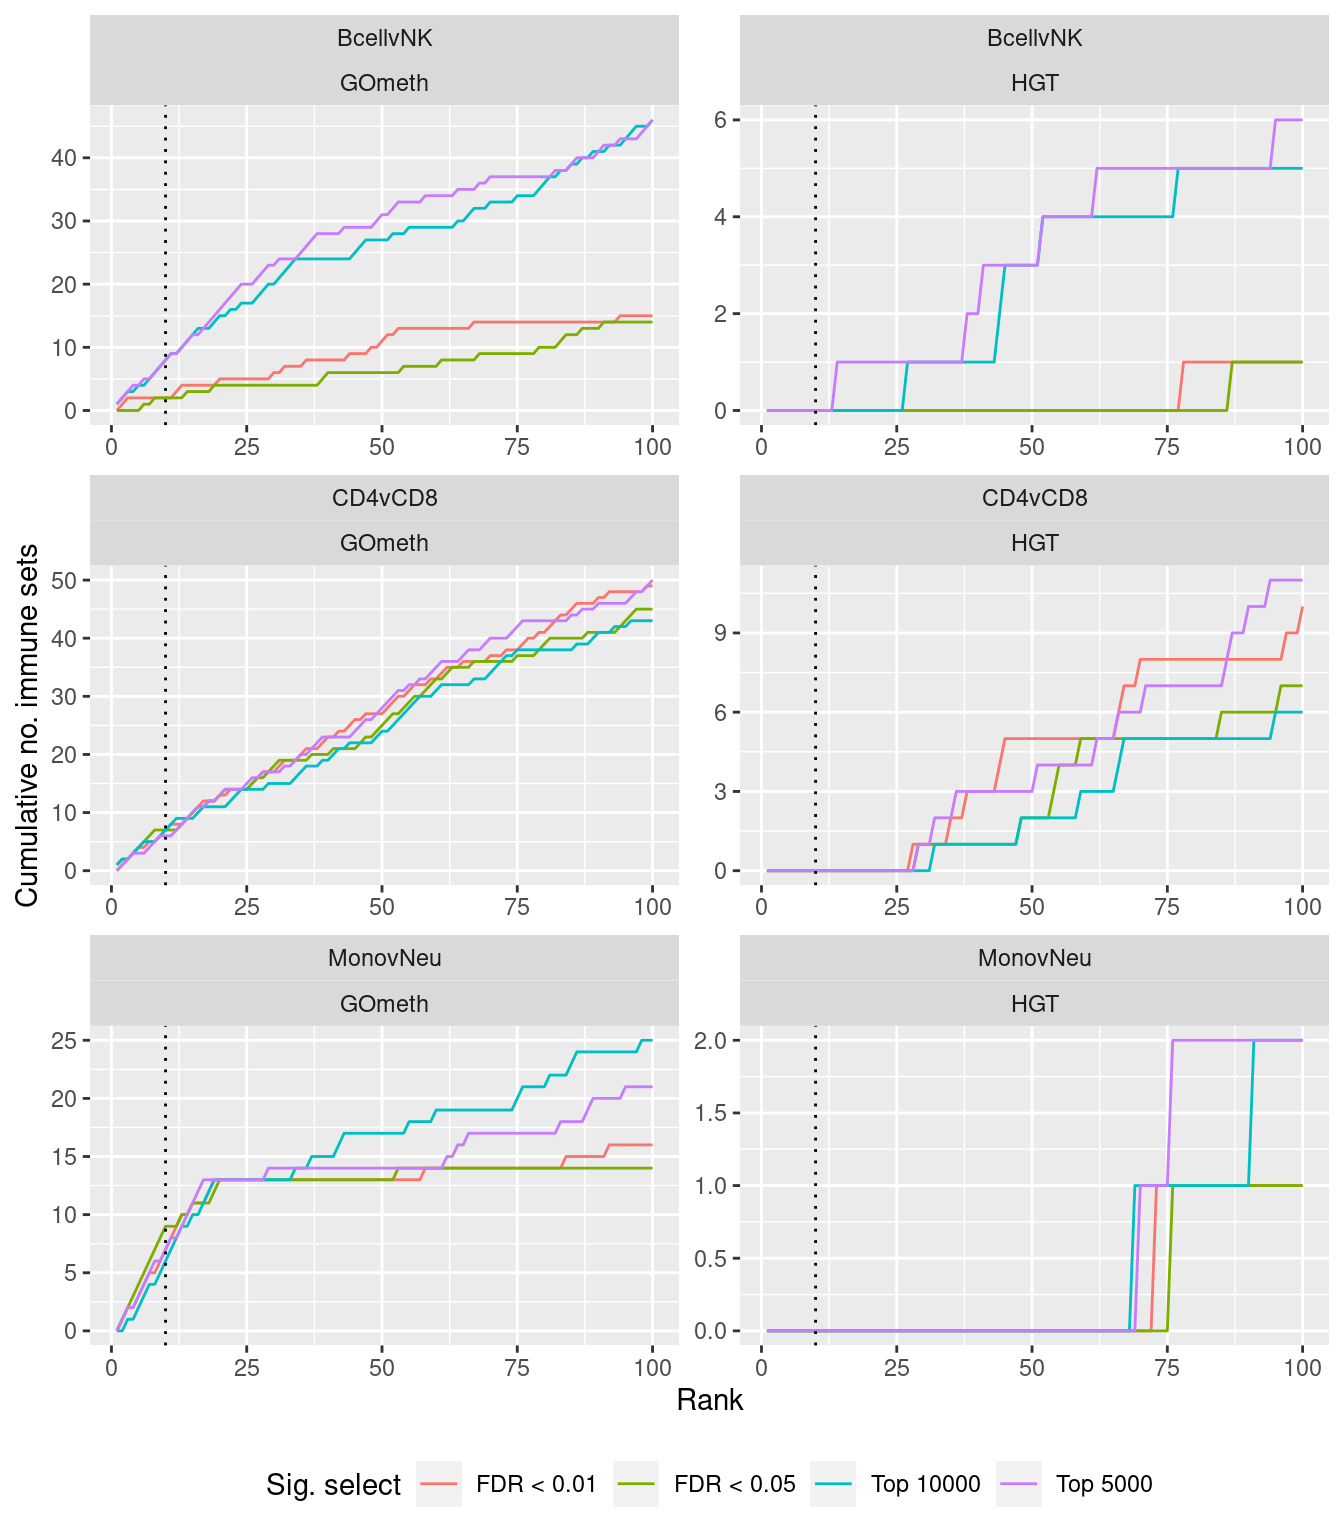 BcellvNK
GOmeth
0
10
20
30
40
0 25 50 75 100
BcellvNK
HGT
0
2
4
6
0 25 50 75 100
CD4vCD8
GOmeth
0
10
20
30
40
50
0 25 50 75 100
CD4vCD8
HGT
0
3
6
9
0 25 50 75 100
MonovNeu
GOmeth
0
5
10
15
20
25
0 25 50 75 100
MonovNeu
HGT
0.0
0.5
1.0
1.5
2.0
0 25 50 75 100
Cumulative no. immune sets
Rank
Sig. select FDR < 0.01 FDR < 0.05 Top 10000 Top 5000